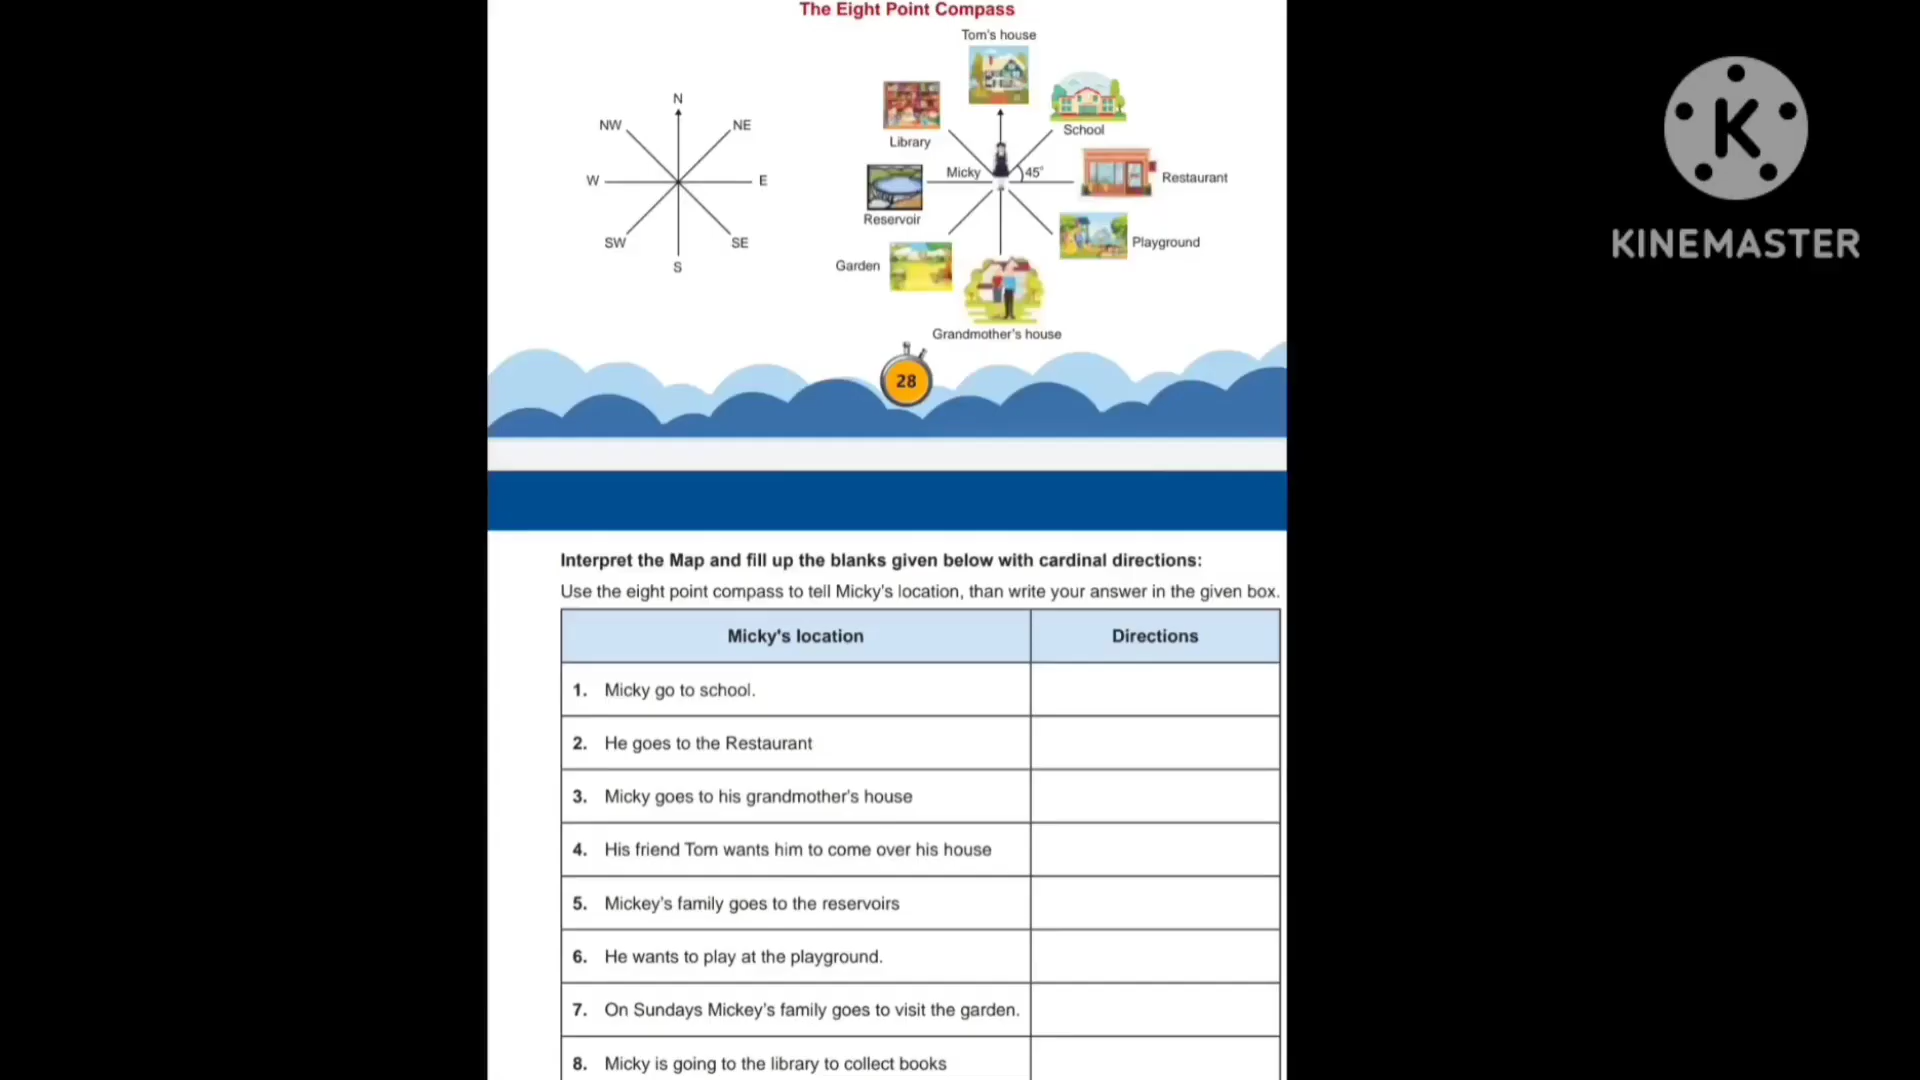 The Eight Point Compass
N
NW
NE
W
E
SW
SE
S
Tom's house
Library
School
Micky
45°
Restaurant
Reservoir
Playground
Garden
Grandmother's house
28
K
KINEMASTER
Interpret the Map and fill up the blanks given below with cardinal directions:
Use the eight point compass to tell Micky's location, than write your answer in the given box.
Micky's location
Directions
1. Micky go to school.
2. He goes to the Restaurant
3. Micky goes to his grandmother's house
4. His friend Tom wants him to come over his house
5. Mickey's family goes to the reservoirs
6. He wants to play at the playground.
7. On Sundays Mickey's family goes to visit the garden.
8. Micky is going to the library to collect books